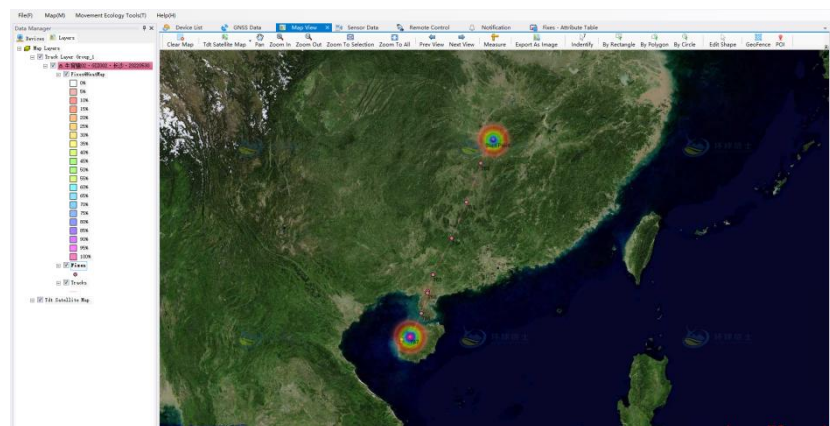 File(F) Map(M) Movement Ecology Tools(T) Help(H)
Data Manager
Device List GNSS Data Map View Sensor Data Remote Control Notification Fixes - Attribute Table
Devices Layers
Clear Map Tdt Satellite Map Pan Zoom In Zoom Out Zoom To Selection Zoom To All Prev View Next View Measure Export As Image Indentify By Rectangle By Polygon By Circle Edit Shape GeoFence POI
Map Layers
Track Layer Group_1
0%
5%
10%
15%
20%
25%
30%
35%
40%
40%
50%
55%
60%
65%
70%
75%
80%
85%
90%
95%
100%
Fixes
Tracks
Tdt Satellite Map